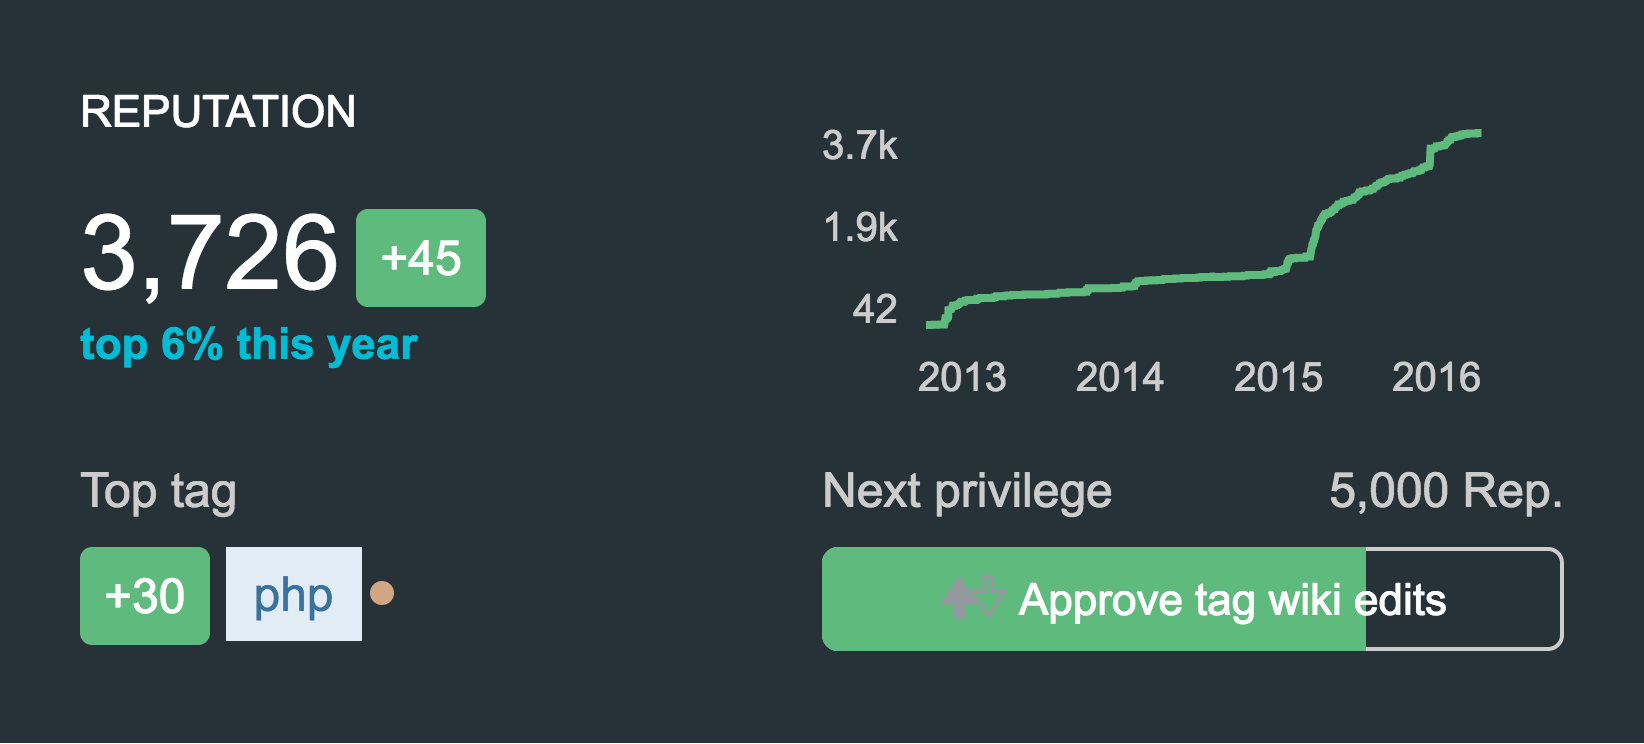 REPUTATION
3,726 +45
top 6% this year
3.7k
1.9k
42
2013 2014 2015 2016
Top tag
+30 php
Next privilege 5,000 Rep.
Approve tag wiki edits